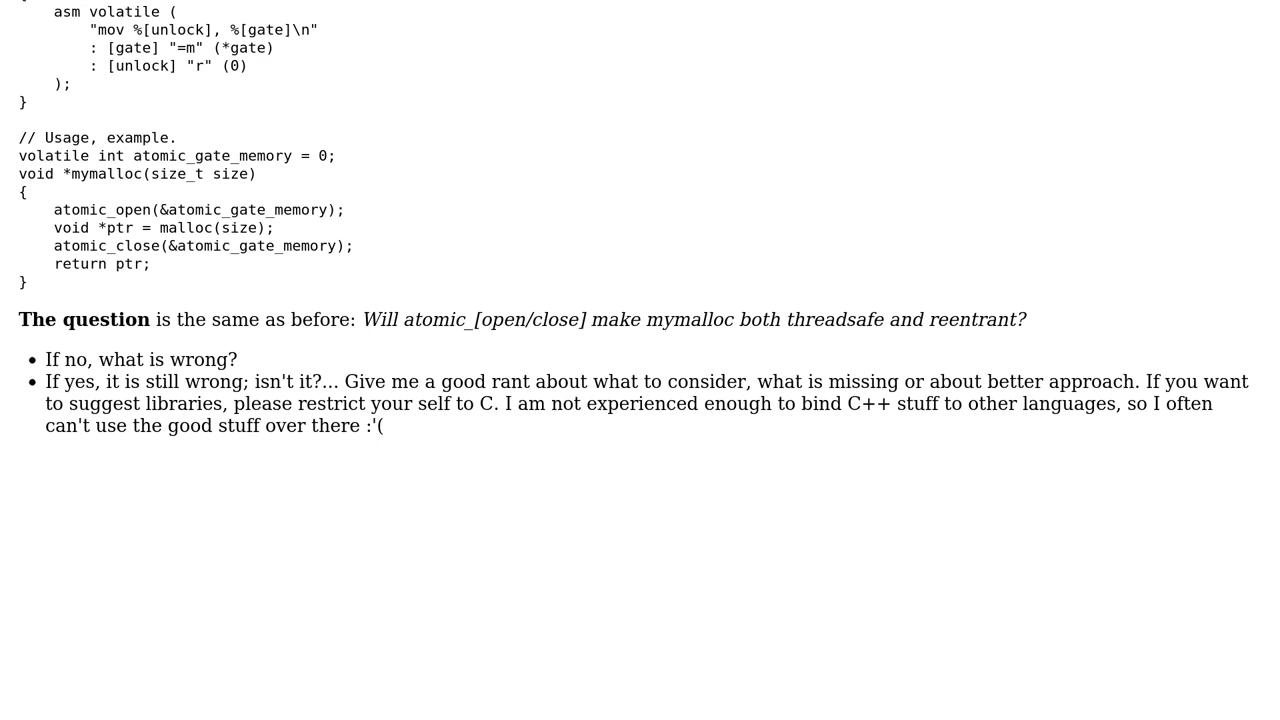 asm volatile (
        "mov %[unlock], %[gate]\n"
        : [gate] "=m" (*gate)
        : [unlock] "r" (0)
    );
}

// Usage, example.
volatile int atomic_gate_memory = 0;
void *mymalloc(size_t size)
{
    atomic_open(&atomic_gate_memory);
    void *ptr = malloc(size);
    atomic_close(&atomic_gate_memory);
    return ptr;
}
The question is the same as before: Will atomic_[open/close] make mymalloc both threadsafe and reentrant?
• If no, what is wrong?
• If yes, it is still wrong; isn't it?... Give me a good rant about what to consider, what is missing or about better approach. If you want
to suggest libraries, please restrict your self to C. I am not experienced enough to bind C++ stuff to other languages, so I often
can't use the good stuff over there :'(